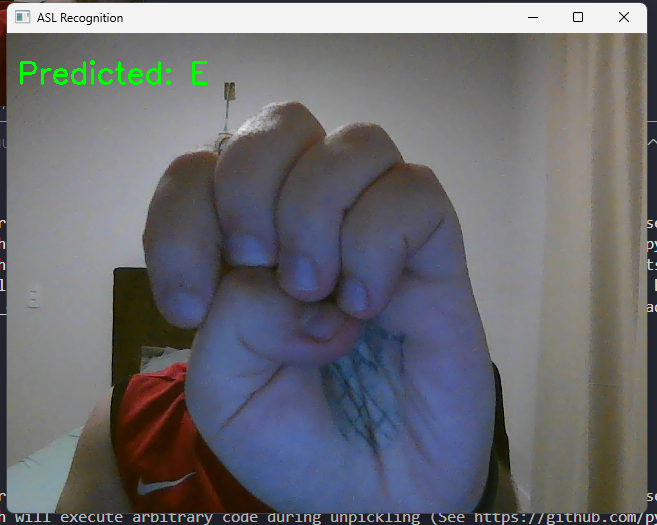 ASL Recognition
Predicted: E
h will execute arbitrary code during unpickling (See https://github.com/py